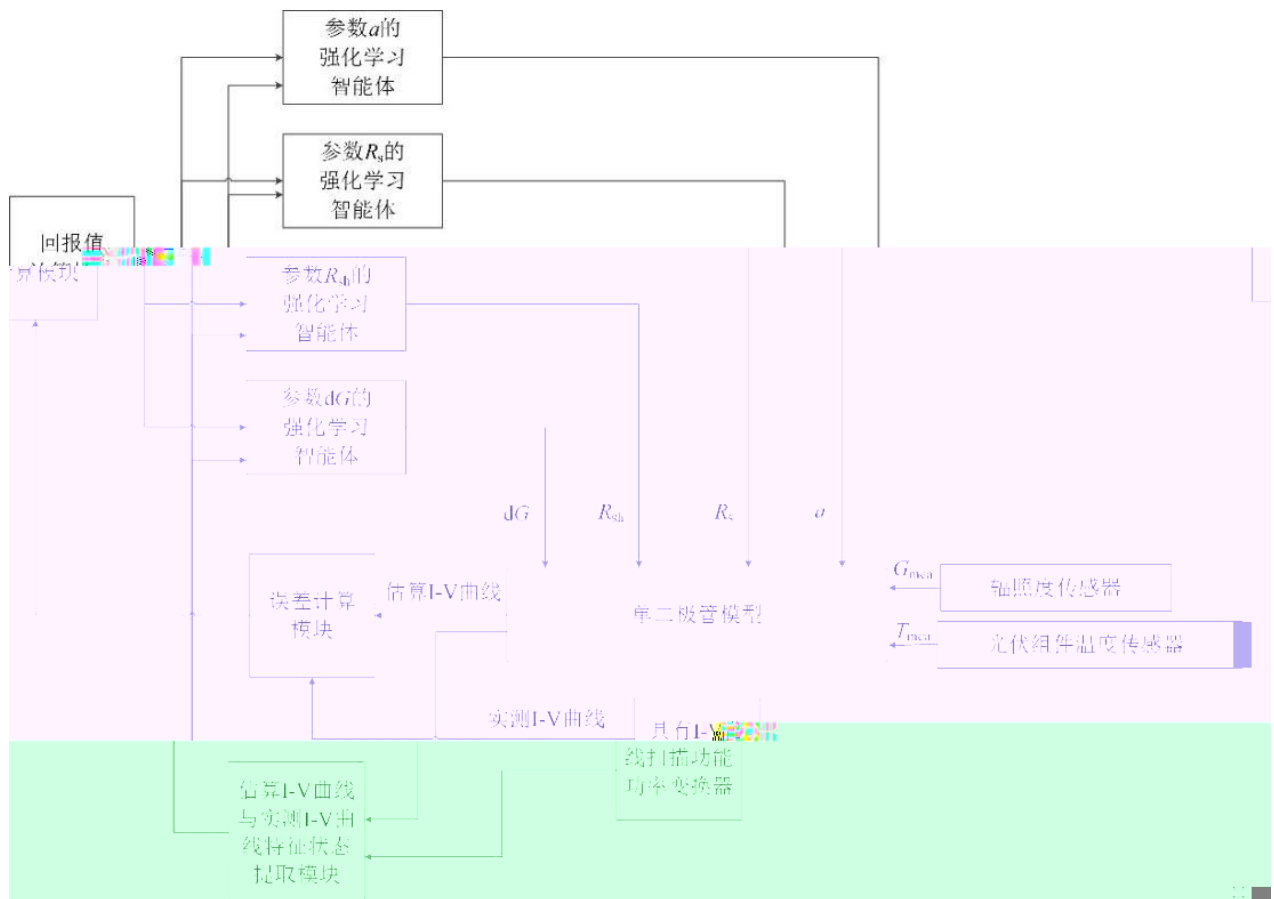 参数a的
强化学习
智能体
参数Rs的
强化学习
智能体
回报值
参数Rsh的
强化学习
智能体
参数dG的
强化学习
智能体
dG
Rsh
Rs
a
Gmea
辐照度传感器
误差计算
模块
估算I-V曲线
单二极管模型
Tmea
光伏组件温度传感器
实测I-V曲线
具有I-V
线扫描功能
功率变换器
估算I-V曲线
与实测I-V曲
线特征状态
提取模块